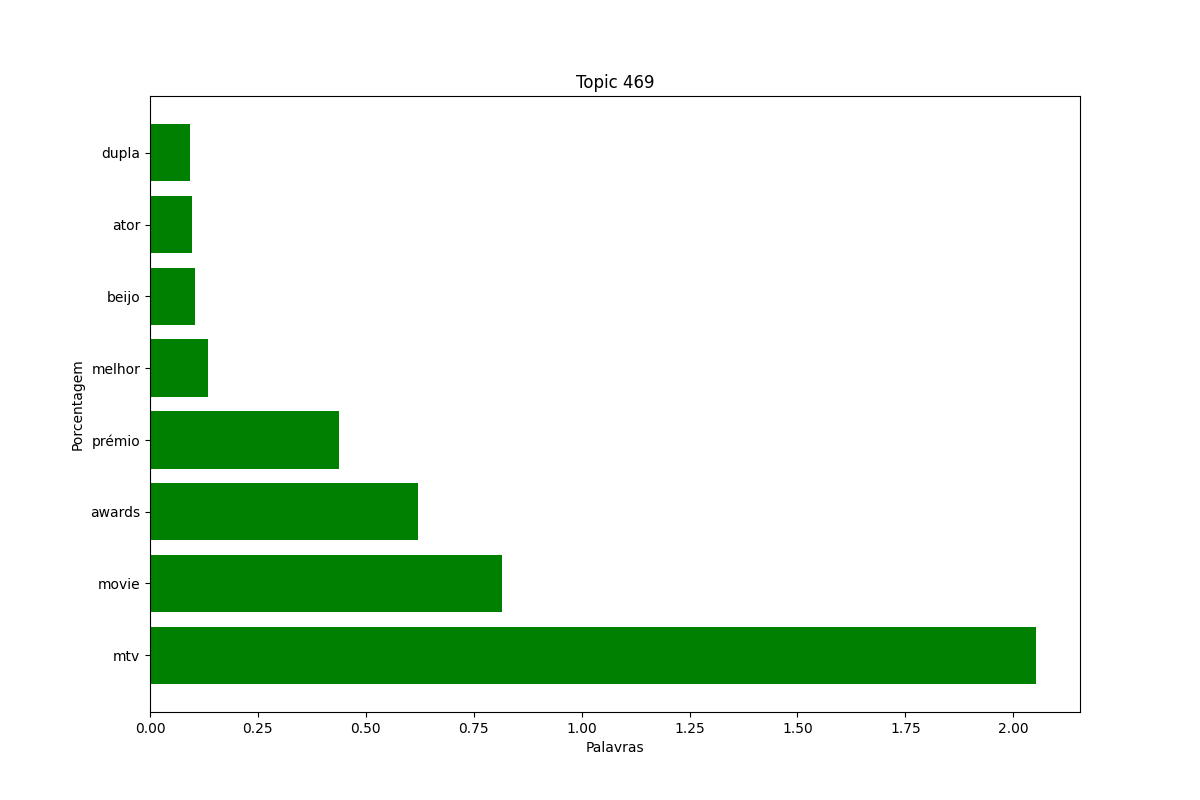 Topic 469
dupla
ator
beijo
melhor
prémio
awards
movie
mtv
Porcentagem
0.00 0.25 0.50 0.75 1.00 1.25 1.50 1.75 2.00
Palavras